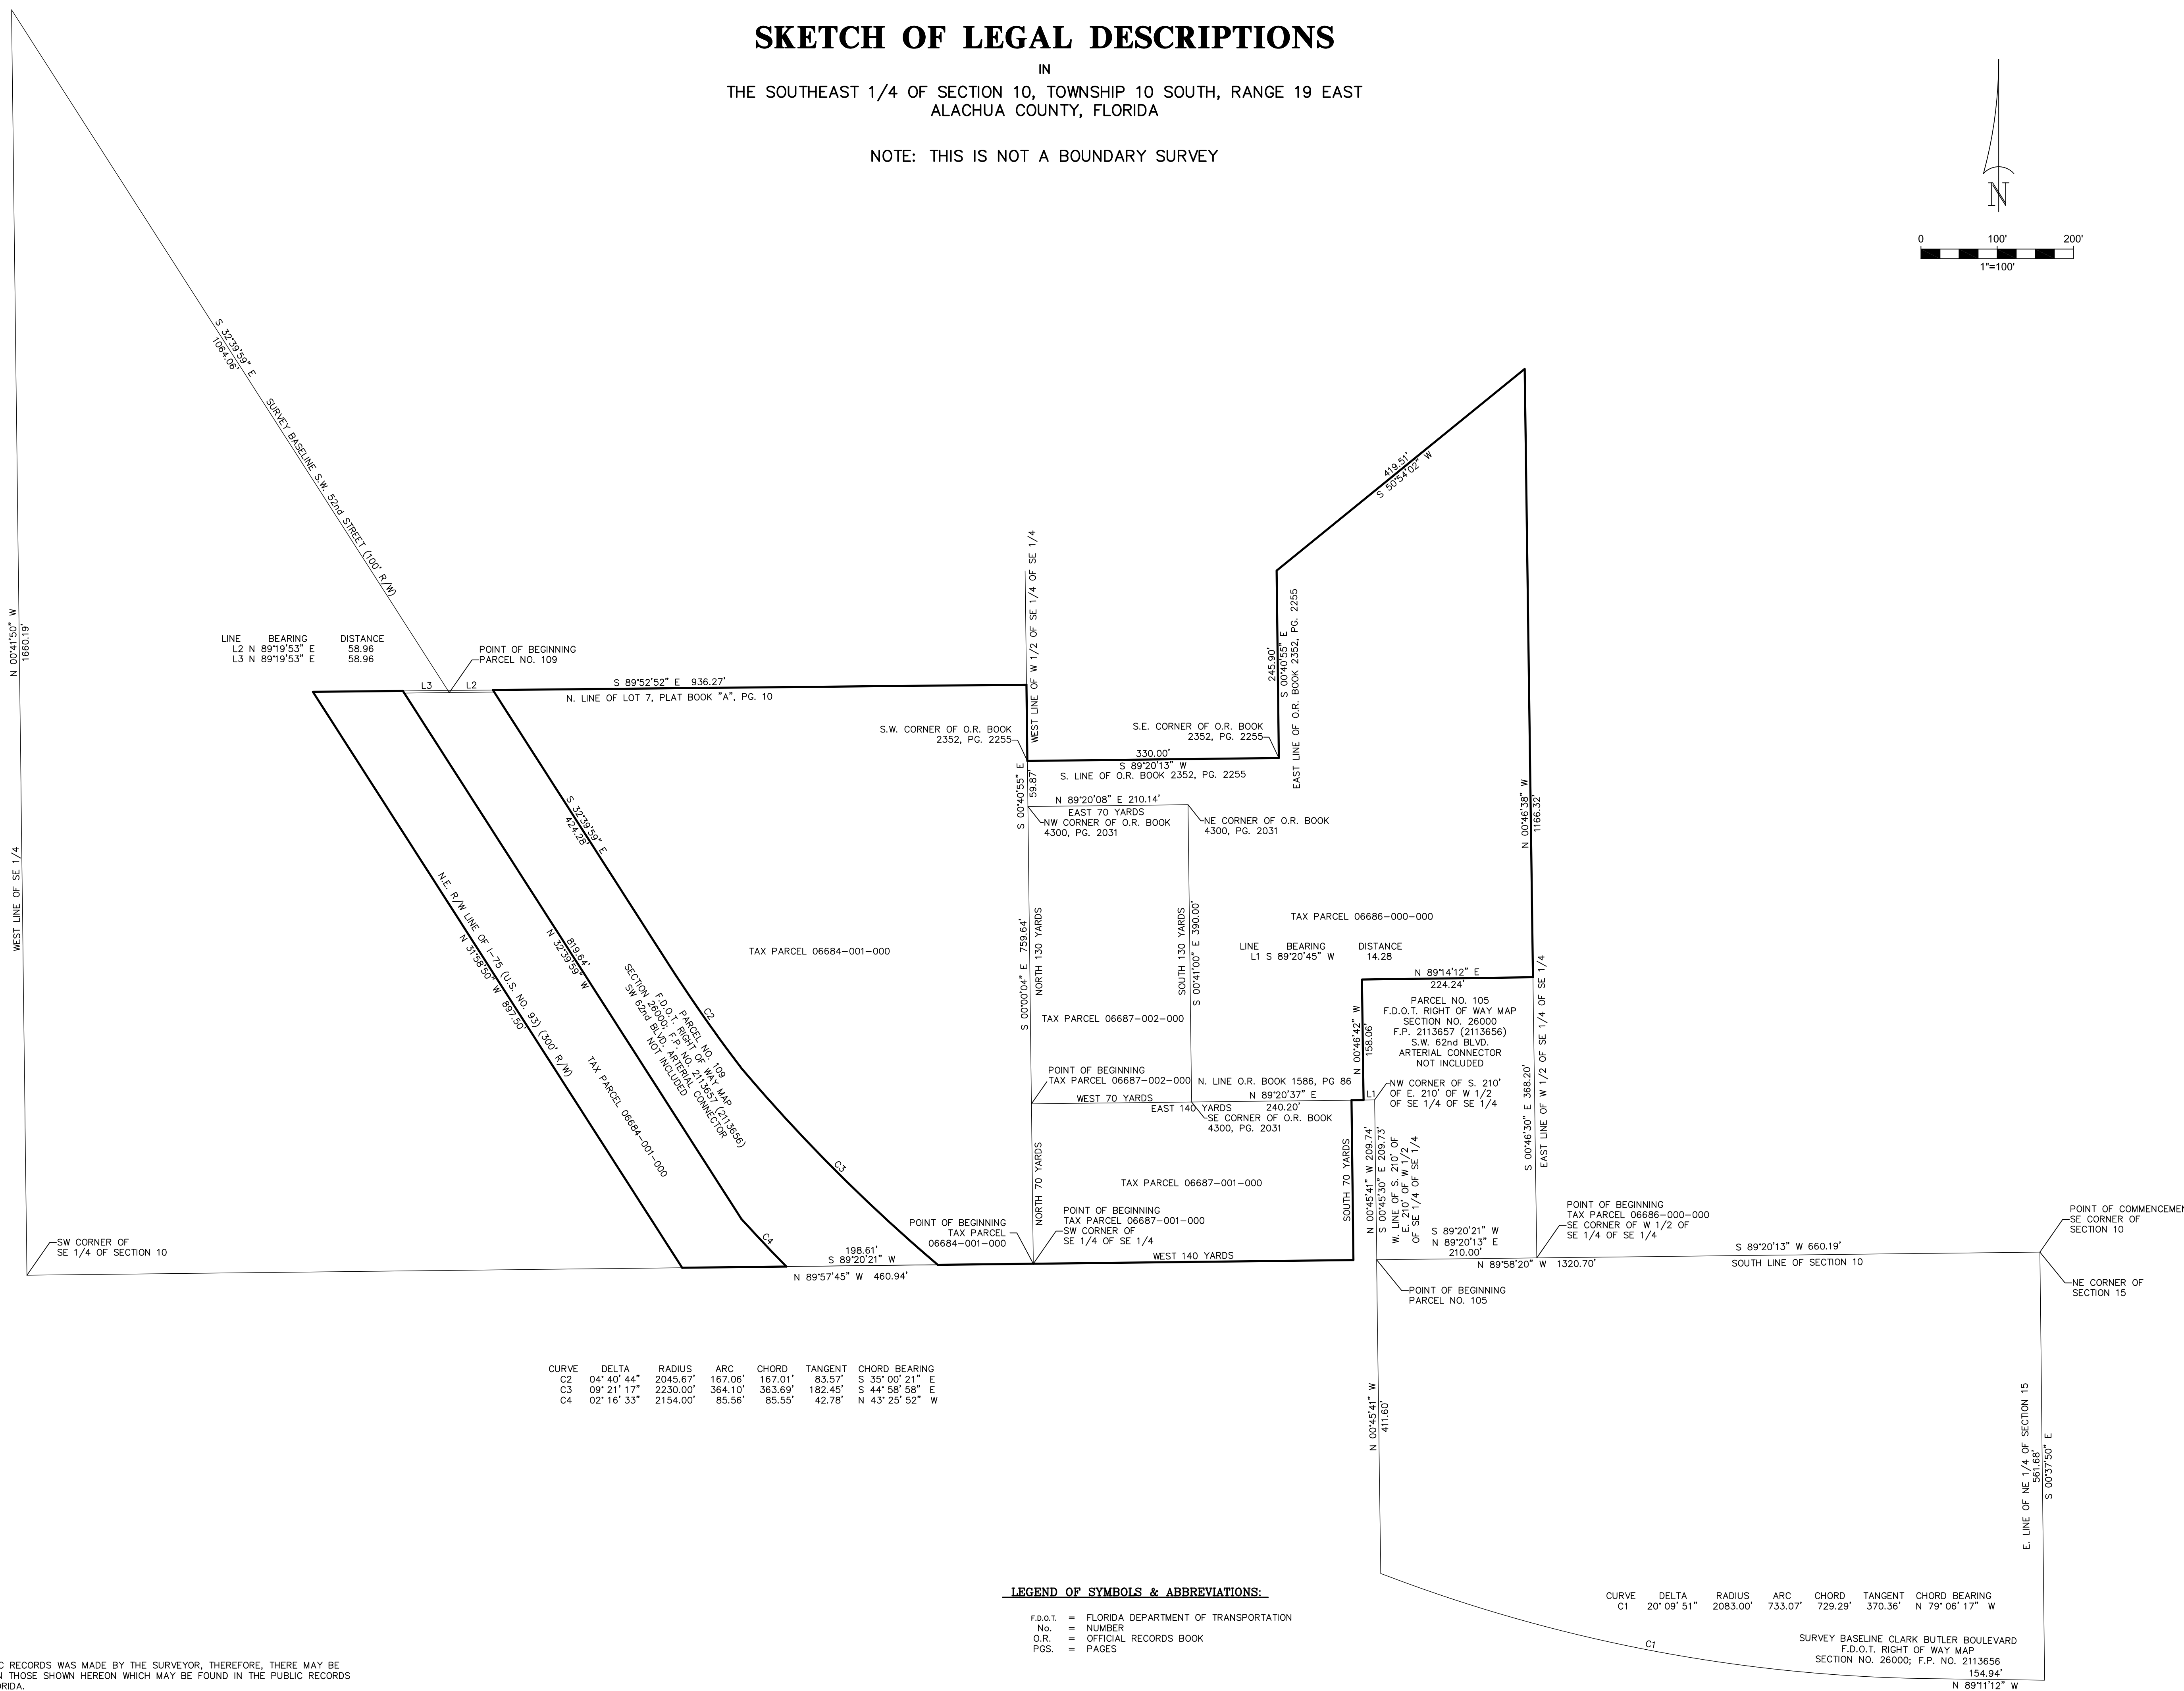 SKETCH OF LEGAL DESCRIPTIONS
IN
THE SOUTHEAST 1/4 OF SECTION 10, TOWNSHIP 10 SOUTH, RANGE 19 EAST
ALACHUA COUNTY, FLORIDA
NOTE: THIS IS NOT A BOUNDARY SURVEY
N
0 100' 200'
1"=100'
S 32°39'59" E
1064.06'
SURVEY BASELINE S.W. 52nd STREET (100' R/W)
N 00°41'50" W
1660.19'
WEST LINE OF SE 1/4
LINE BEARING DISTANCE
L2 N 89°19'53" E 58.96
L3 N 89°19'53" E 58.96
POINT OF BEGINNING
PARCEL NO. 109
L3 L2
S 89°52'52" E 936.27'
N. LINE OF LOT 7, PLAT BOOK "A", PG. 10
WEST LINE OF W 1/2 OF SE 1/4 OF SE 1/4
419.51'
S 50°54'02" W
245.90'
S 00°40'55" E
EAST LINE OF O.R. BOOK 2352, PG. 2255
S.W. CORNER OF O.R. BOOK
2352, PG. 2255
S.E. CORNER OF O.R. BOOK
2352, PG. 2255
330.00'
S 89°20'13" W
S. LINE OF O.R. BOOK 2352, PG. 2255
S 00°40'55" E
59.87'
N 89°20'08" E 210.14'
EAST 70 YARDS
NW CORNER OF O.R. BOOK
4300, PG. 2031
NE CORNER OF O.R. BOOK
4300, PG. 2031
N 00°46'38" W
1166.32'
S 32°39'59" E
424.28'
N.E. R/W LINE OF I-75 (U.S. NO. 93) (300' R/W)
N 31°58'50" W 897.50'
819.64'
N 32°39'59" W
TAX PARCEL 06684-001-000
C2
PARCEL NO. 109
F.D.O.T. RIGHT OF WAY MAP
SECTION 26000; F.P. NO. 2113657 (2113656)
SW 62nd BLVD. ARTERIAL CONNECTOR
NOT INCLUDED
TAX PARCEL 06684-001-000
C3
C4
S 00°00'04" E 759.64'
NORTH 130 YARDS
SOUTH 130 YARDS
S 00°41'00" E 390.00'
TAX PARCEL 06687-002-000
TAX PARCEL 06686-000-000
LINE BEARING DISTANCE
L1 S 89°20'45" W 14.28
N 89°14'12" E
224.24'
N 00°46'42" W
158.06'
PARCEL NO. 105
F.D.O.T. RIGHT OF WAY MAP
SECTION NO. 26000
F.P. 2113657 (2113656)
S.W. 62nd BLVD.
ARTERIAL CONNECTOR
NOT INCLUDED
S 00°46'30" E 368.20'
EAST LINE OF W 1/2 OF SE 1/4 OF SE 1/4
POINT OF BEGINNING
TAX PARCEL 06687-002-000
N. LINE O.R. BOOK 1586, PG 86
WEST 70 YARDS
N 89°20'37" E
L1
EAST 140 YARDS
240.20'
SE CORNER OF O.R. BOOK
4300, PG. 2031
NW CORNER OF S. 210'
OF E. 210' OF W 1/2
OF SE 1/4 OF SE 1/4
NORTH 70 YARDS
TAX PARCEL 06687-001-000
SOUTH 70 YARDS
N 00°45'41" W 209.74'
S 00°45'30" E 209.73'
W. LINE OF S. 210' OF
E. 210' OF W 1/2
OF SE 1/4 OF SE 1/4
POINT OF BEGINNING
TAX PARCEL
06684-001-000
POINT OF BEGINNING
TAX PARCEL 06687-001-000
SW CORNER OF
SE 1/4 OF SE 1/4
WEST 140 YARDS
198.61'
S 89°20'21" W
N 89°57'45" W 460.94'
SW CORNER OF
SE 1/4 OF SECTION 10
S 89°20'21" W
N 89°20'13" E
210.00'
N 89°58'20" W 1320.70'
POINT OF BEGINNING
TAX PARCEL 06686-000-000
SE CORNER OF W 1/2 OF
SE 1/4 OF SE 1/4
S 89°20'13" W 660.19'
SOUTH LINE OF SECTION 10
POINT OF COMMENCEMEN
SE CORNER OF
SECTION 10
NE CORNER OF
SECTION 15
POINT OF BEGINNING
PARCEL NO. 105
CURVE DELTA RADIUS ARC CHORD TANGENT CHORD BEARING
C2 04° 40' 44" 2045.67' 167.06' 167.01' 83.57' S 35° 00' 21" E
C3 09° 21' 17" 2230.00' 364.10' 363.69' 182.45' S 44° 58' 58" E
C4 02° 16' 33" 2154.00' 85.56' 85.55' 42.78' N 43° 25' 52" W
N 00°45'41" W
411.60'
E. LINE OF NE 1/4 OF SECTION 15
561.68'
S 00°37'50" E
LEGEND OF SYMBOLS & ABBREVIATIONS:
F.D.O.T. = FLORIDA DEPARTMENT OF TRANSPORTATION
No. = NUMBER
O.R. = OFFICIAL RECORDS BOOK
PGS. = PAGES
CURVE DELTA RADIUS ARC CHORD TANGENT CHORD BEARING
C1 20° 09' 51" 2083.00' 733.07' 729.29' 370.36' N 79° 06' 17" W
C1
SURVEY BASELINE CLARK BUTLER BOULEVARD
F.D.O.T. RIGHT OF WAY MAP
SECTION NO. 26000; F.P. NO. 2113656
154.94'
N 89°11'12" W
C RECORDS WAS MADE BY THE SURVEYOR, THEREFORE, THERE MAY BE
N THOSE SHOWN HEREON WHICH MAY BE FOUND IN THE PUBLIC RECORDS
ORIDA.